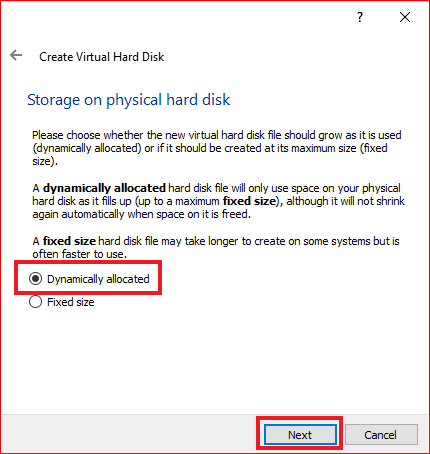 ?
Create Virtual Hard Disk
Storage on physical hard disk
Please choose whether the new virtual hard disk file should grow as it is used
(dynamically allocated) or if it should be created at its maximum size (fixed
size).
A dynamically allocated hard disk file will only use space on your physical
hard disk as it fills up (up to a maximum fixed size), although it will not shrink
again automatically when space on it is freed.
A fixed size hard disk file may take longer to create on some systems but is
often faster to use.
Dynamically allocated
Fixed size
Next Cancel